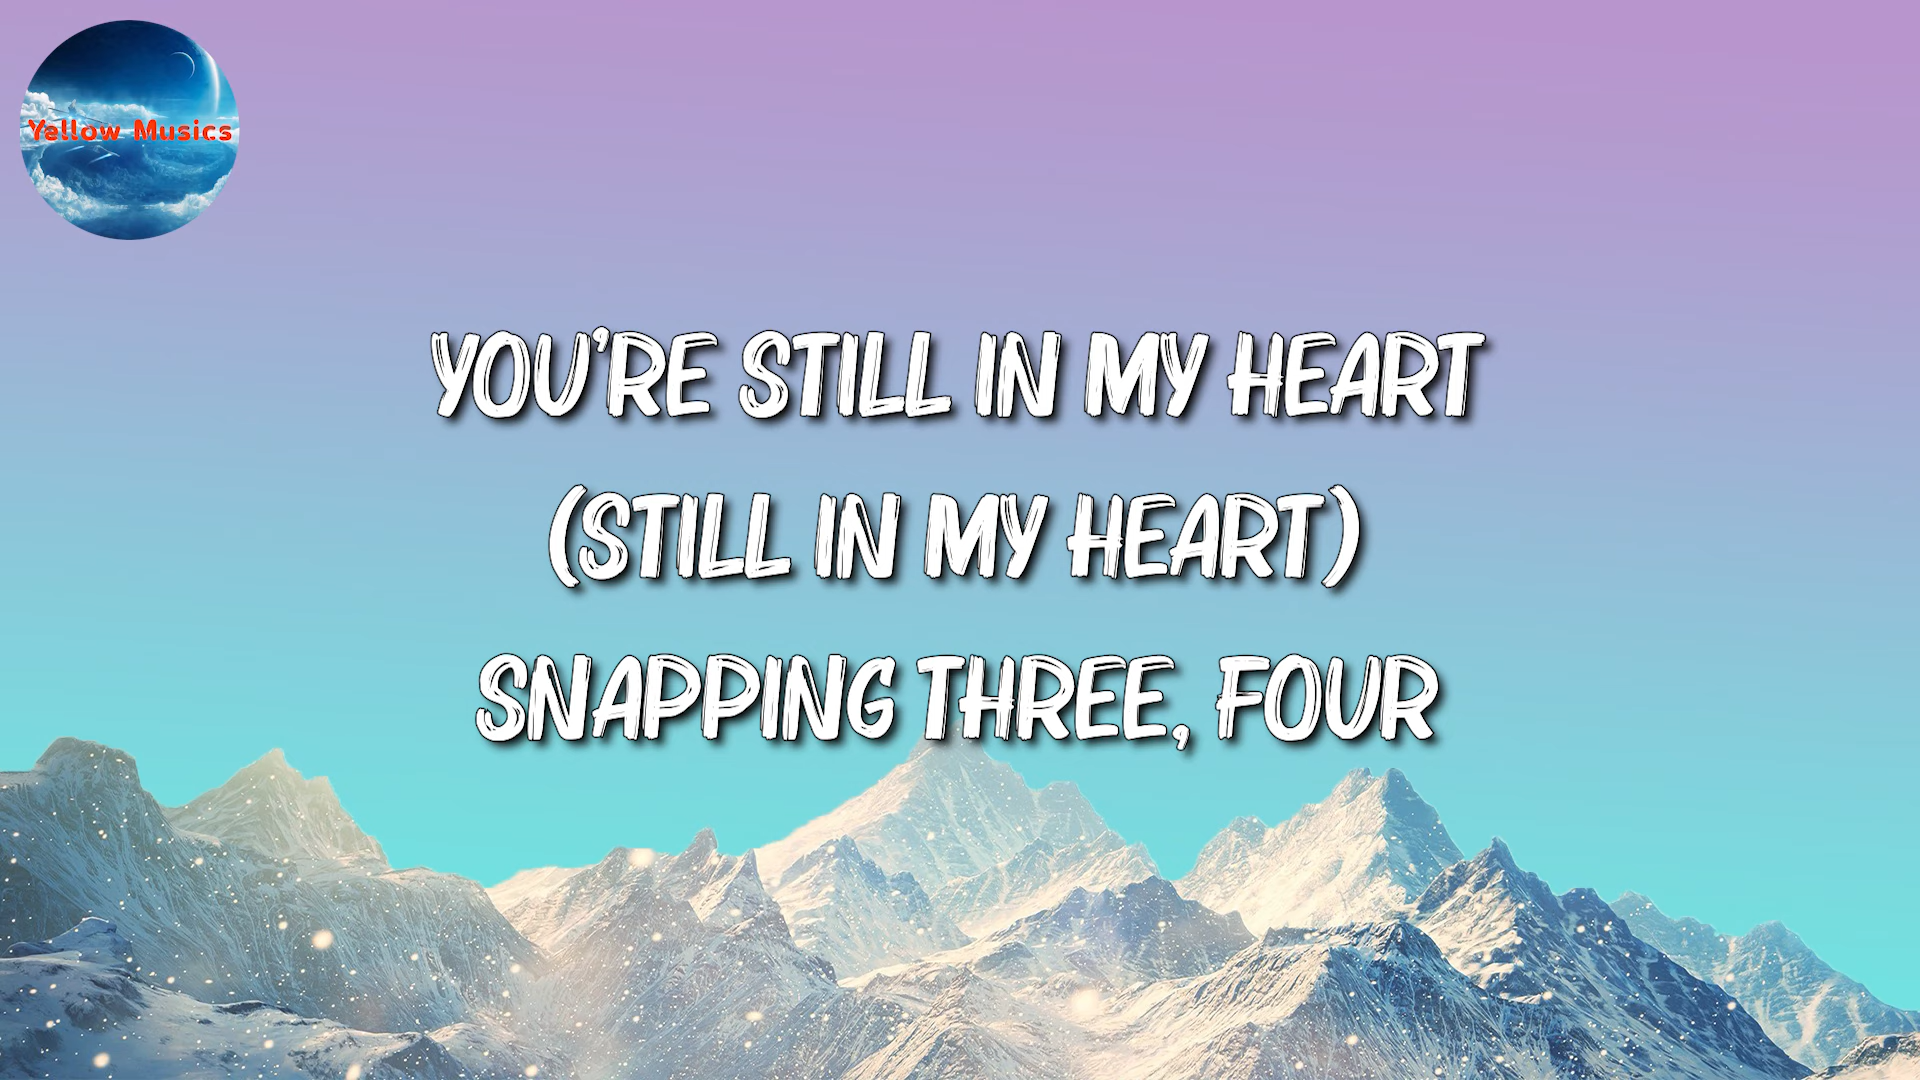 Yellow Musics
YOU'RE STILL IN MY HEART
(STILL IN MY HEART)
SNAPPING THREE, FOUR